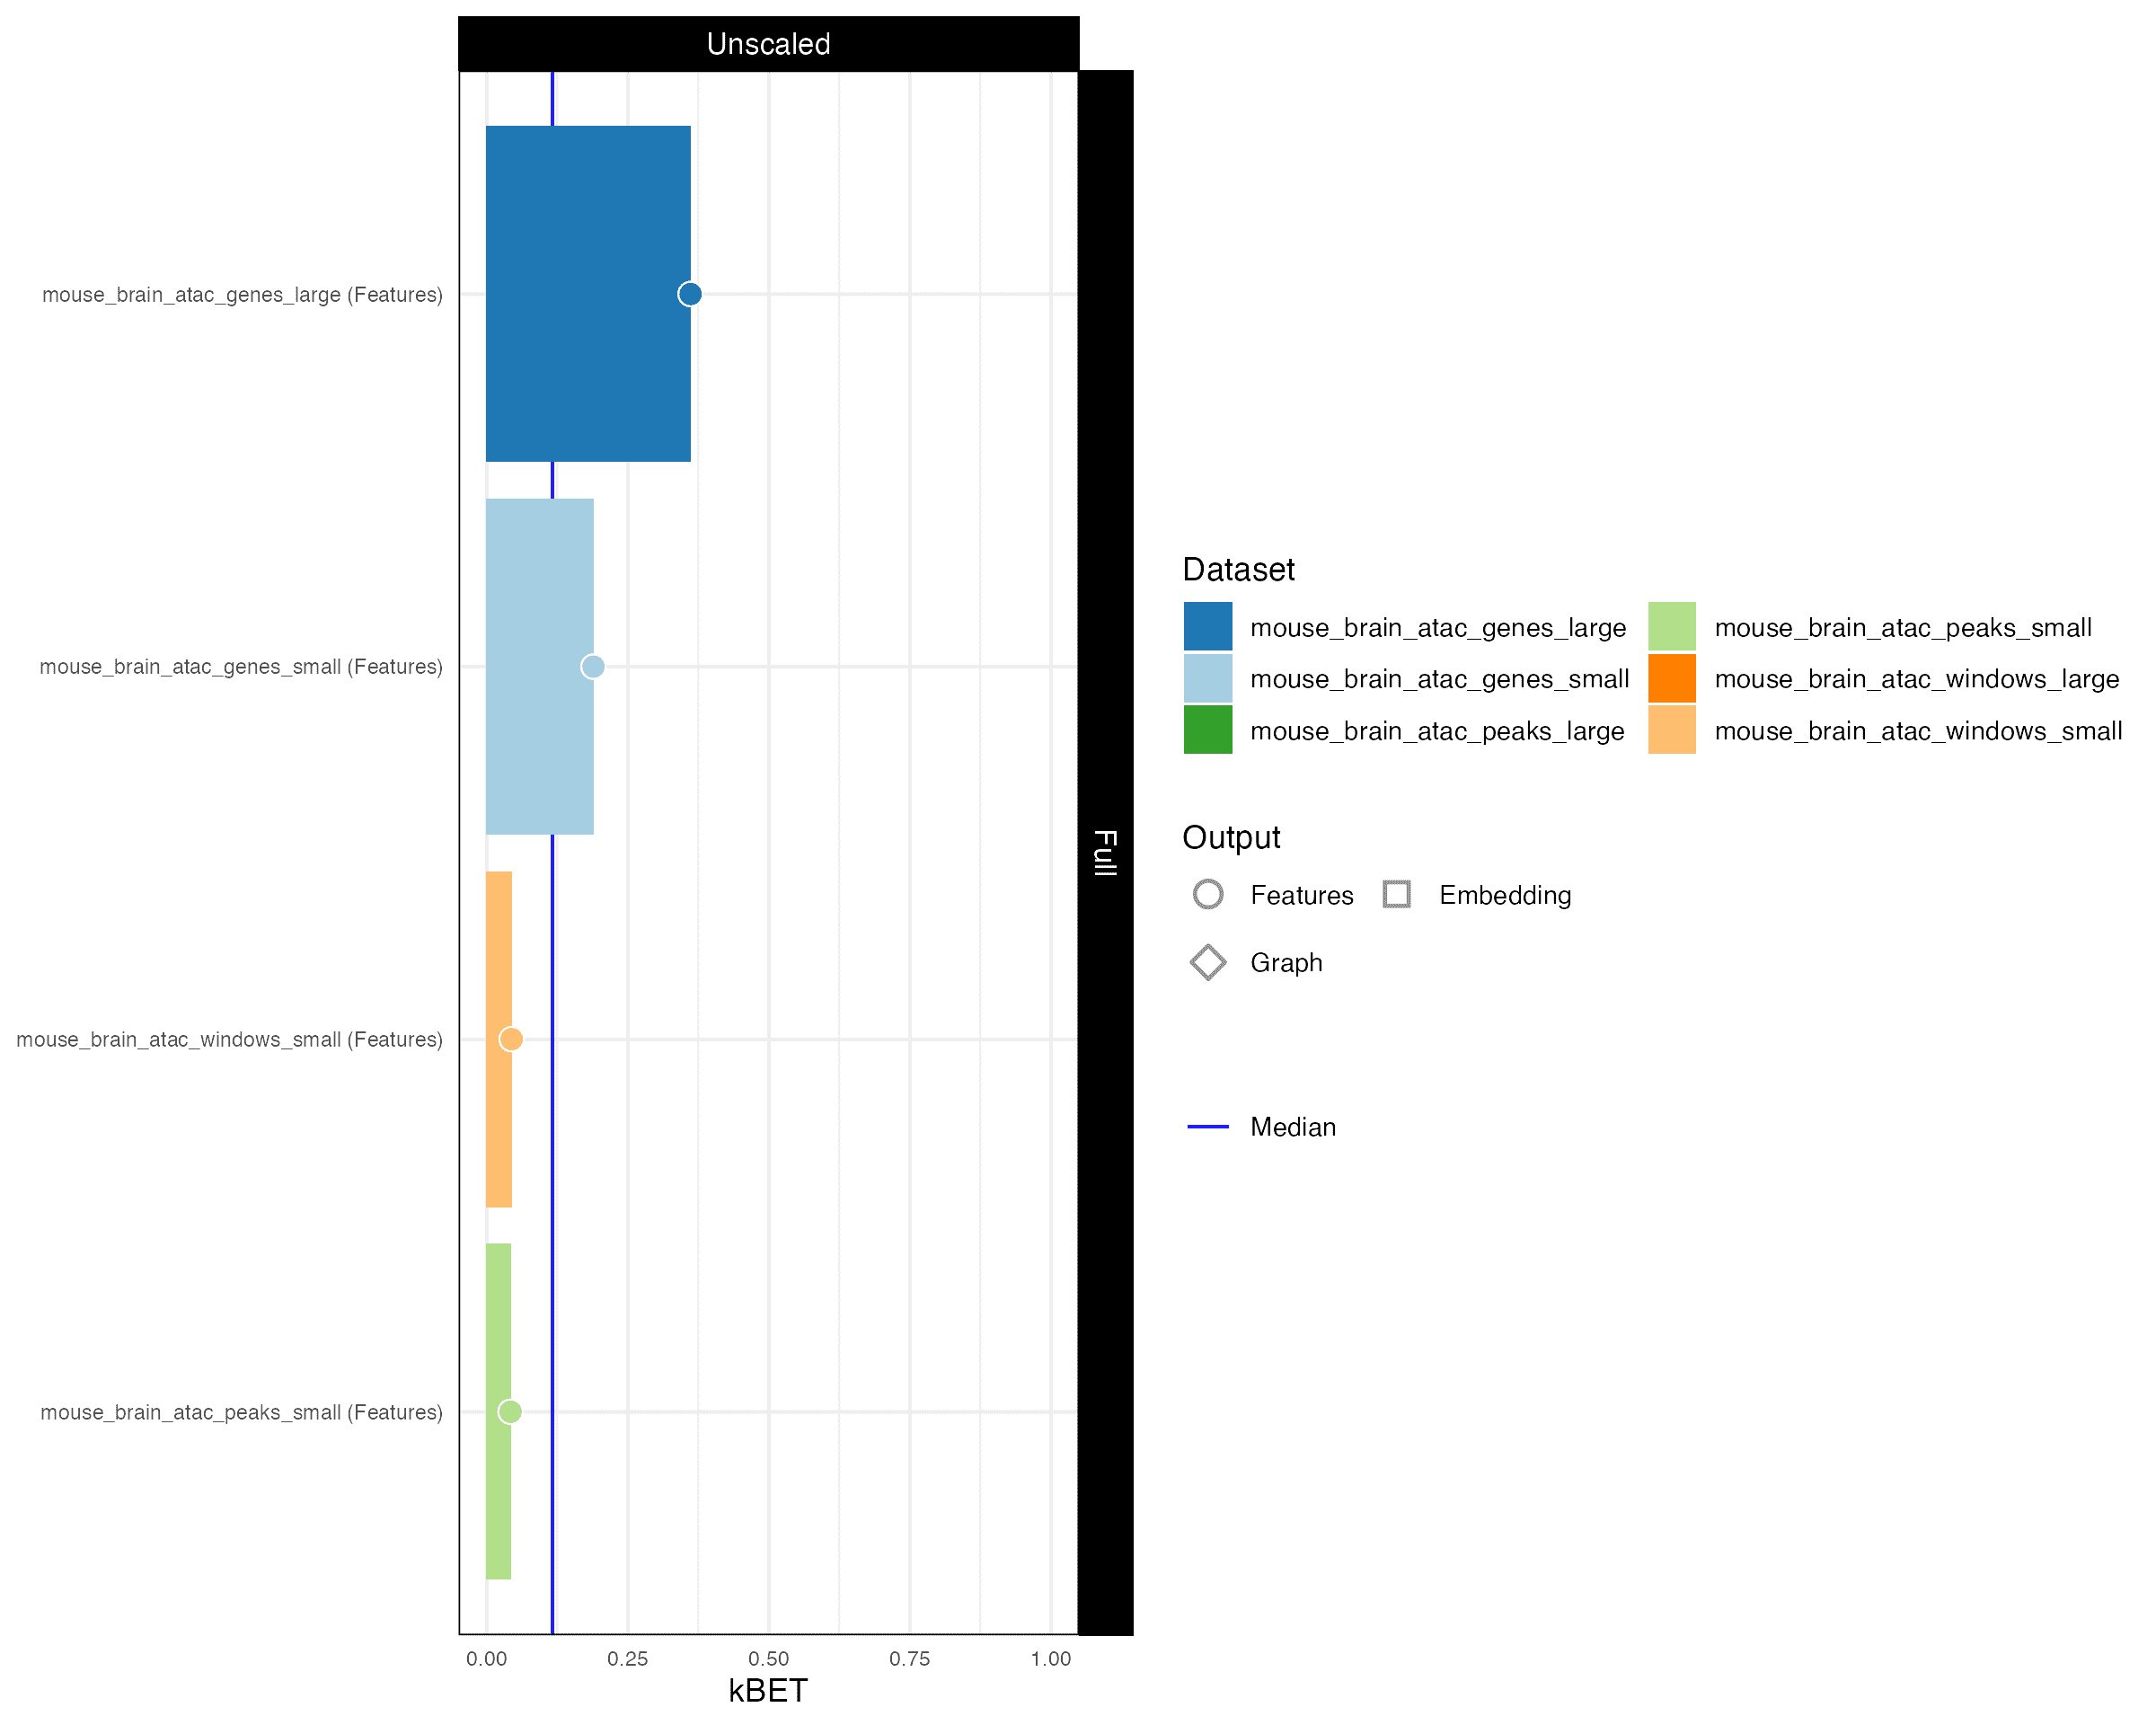 Unscaled
mouse_brain_atac_genes_large (Features)
mouse_brain_atac_genes_small (Features)
mouse_brain_atac_windows_small (Features)
mouse_brain_atac_peaks_small (Features)
0.00 0.25 0.50 0.75 1.00
kBET
Full
Dataset
mouse_brain_atac_genes_large mouse_brain_atac_peaks_small
mouse_brain_atac_genes_small mouse_brain_atac_windows_large
mouse_brain_atac_peaks_large mouse_brain_atac_windows_small
Output
Features Embedding
Graph
Median